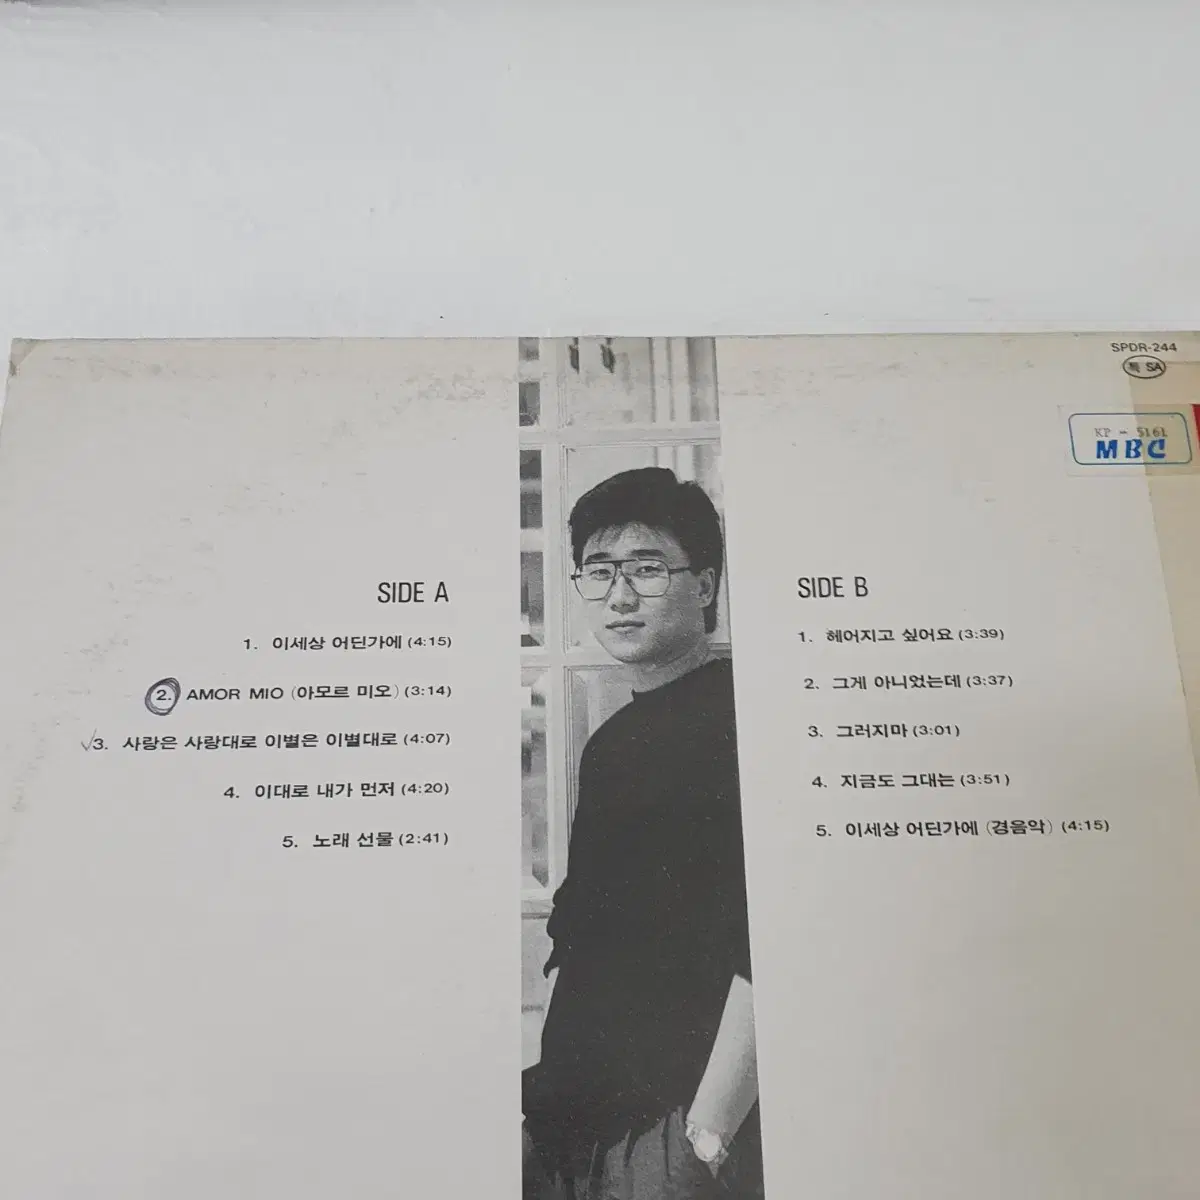 SPDR-244
특 SA
KP - 5161
MBC
SIDE A
1. 이세상 어딘가에 (4:15)
2. AMOR MIO (아모르 미오) (3:14)
3. 사랑은 사랑대로 이별은 이별대로 (4:07)
4. 이대로 내가 먼저 (4:20)
5. 노래 선물 (2:41)
SIDE B
1. 헤어지고 싶어요 (3:39)
2. 그게 아니었는데 (3:37)
3. 그러지마 (3:01)
4. 지금도 그대는 (3:51)
5. 이세상 어딘가에 (경음악) (4:15)